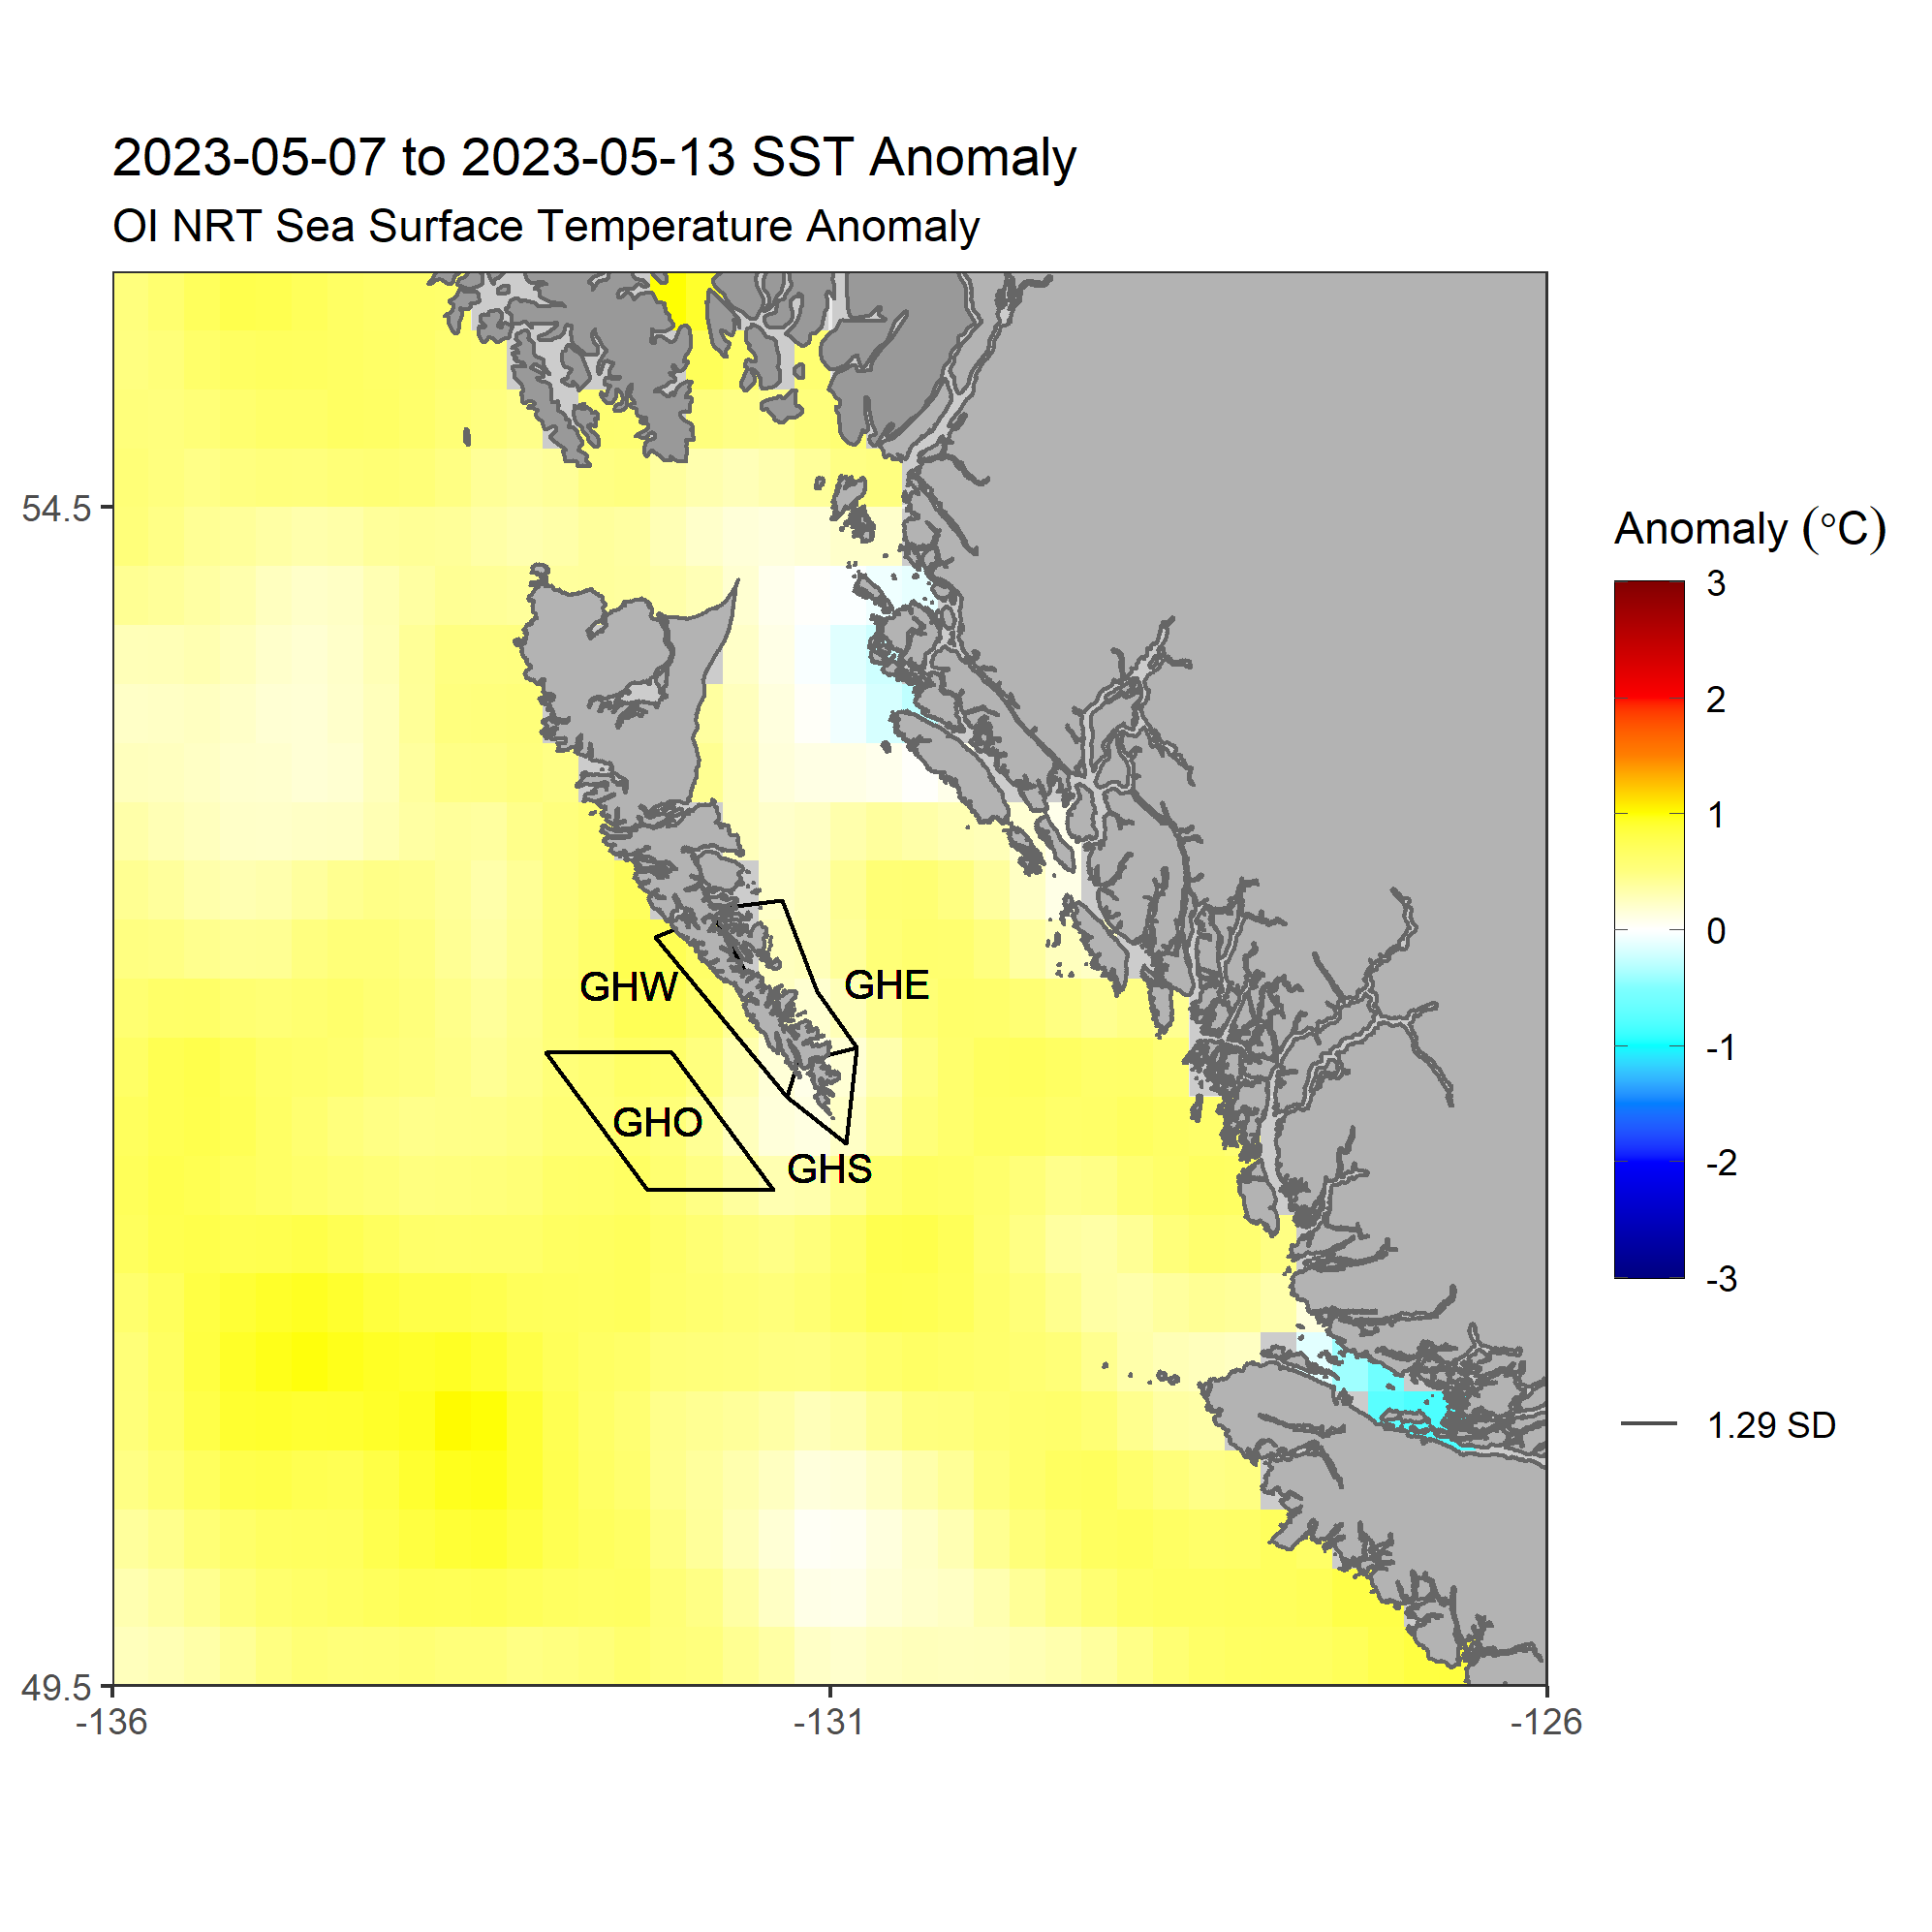 2023-05-07 to 2023-05-13 SST Anomaly
OI NRT Sea Surface Temperature Anomaly
54.5
49.5
-136
-131
-126
GHW
GHE
GHO
GHS
Anomaly (°C)
3
2
1
0
-1
-2
-3
1.29 SD